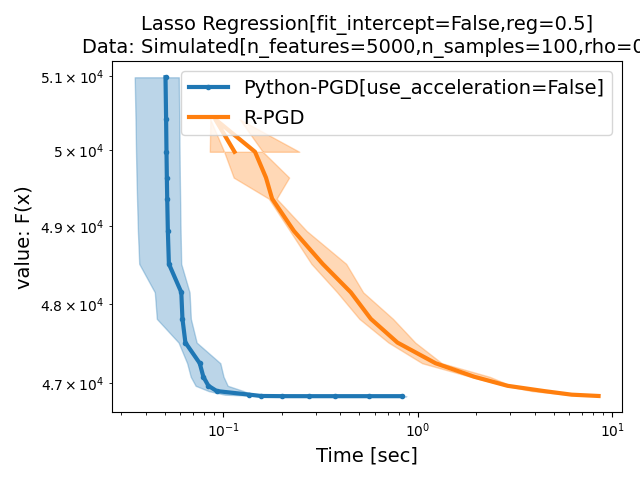 Lasso Regression[fit_intercept=False,reg=0.5]
Data: Simulated[n_features=5000,n_samples=100,rho=0
Python-PGD[use_acceleration=False]
R-PGD
5.1 × 10⁴
5 × 10⁴
4.9 × 10⁴
4.8 × 10⁴
4.7 × 10⁴
value: F(x)
10⁻¹ 10⁰ 10¹
Time [sec]